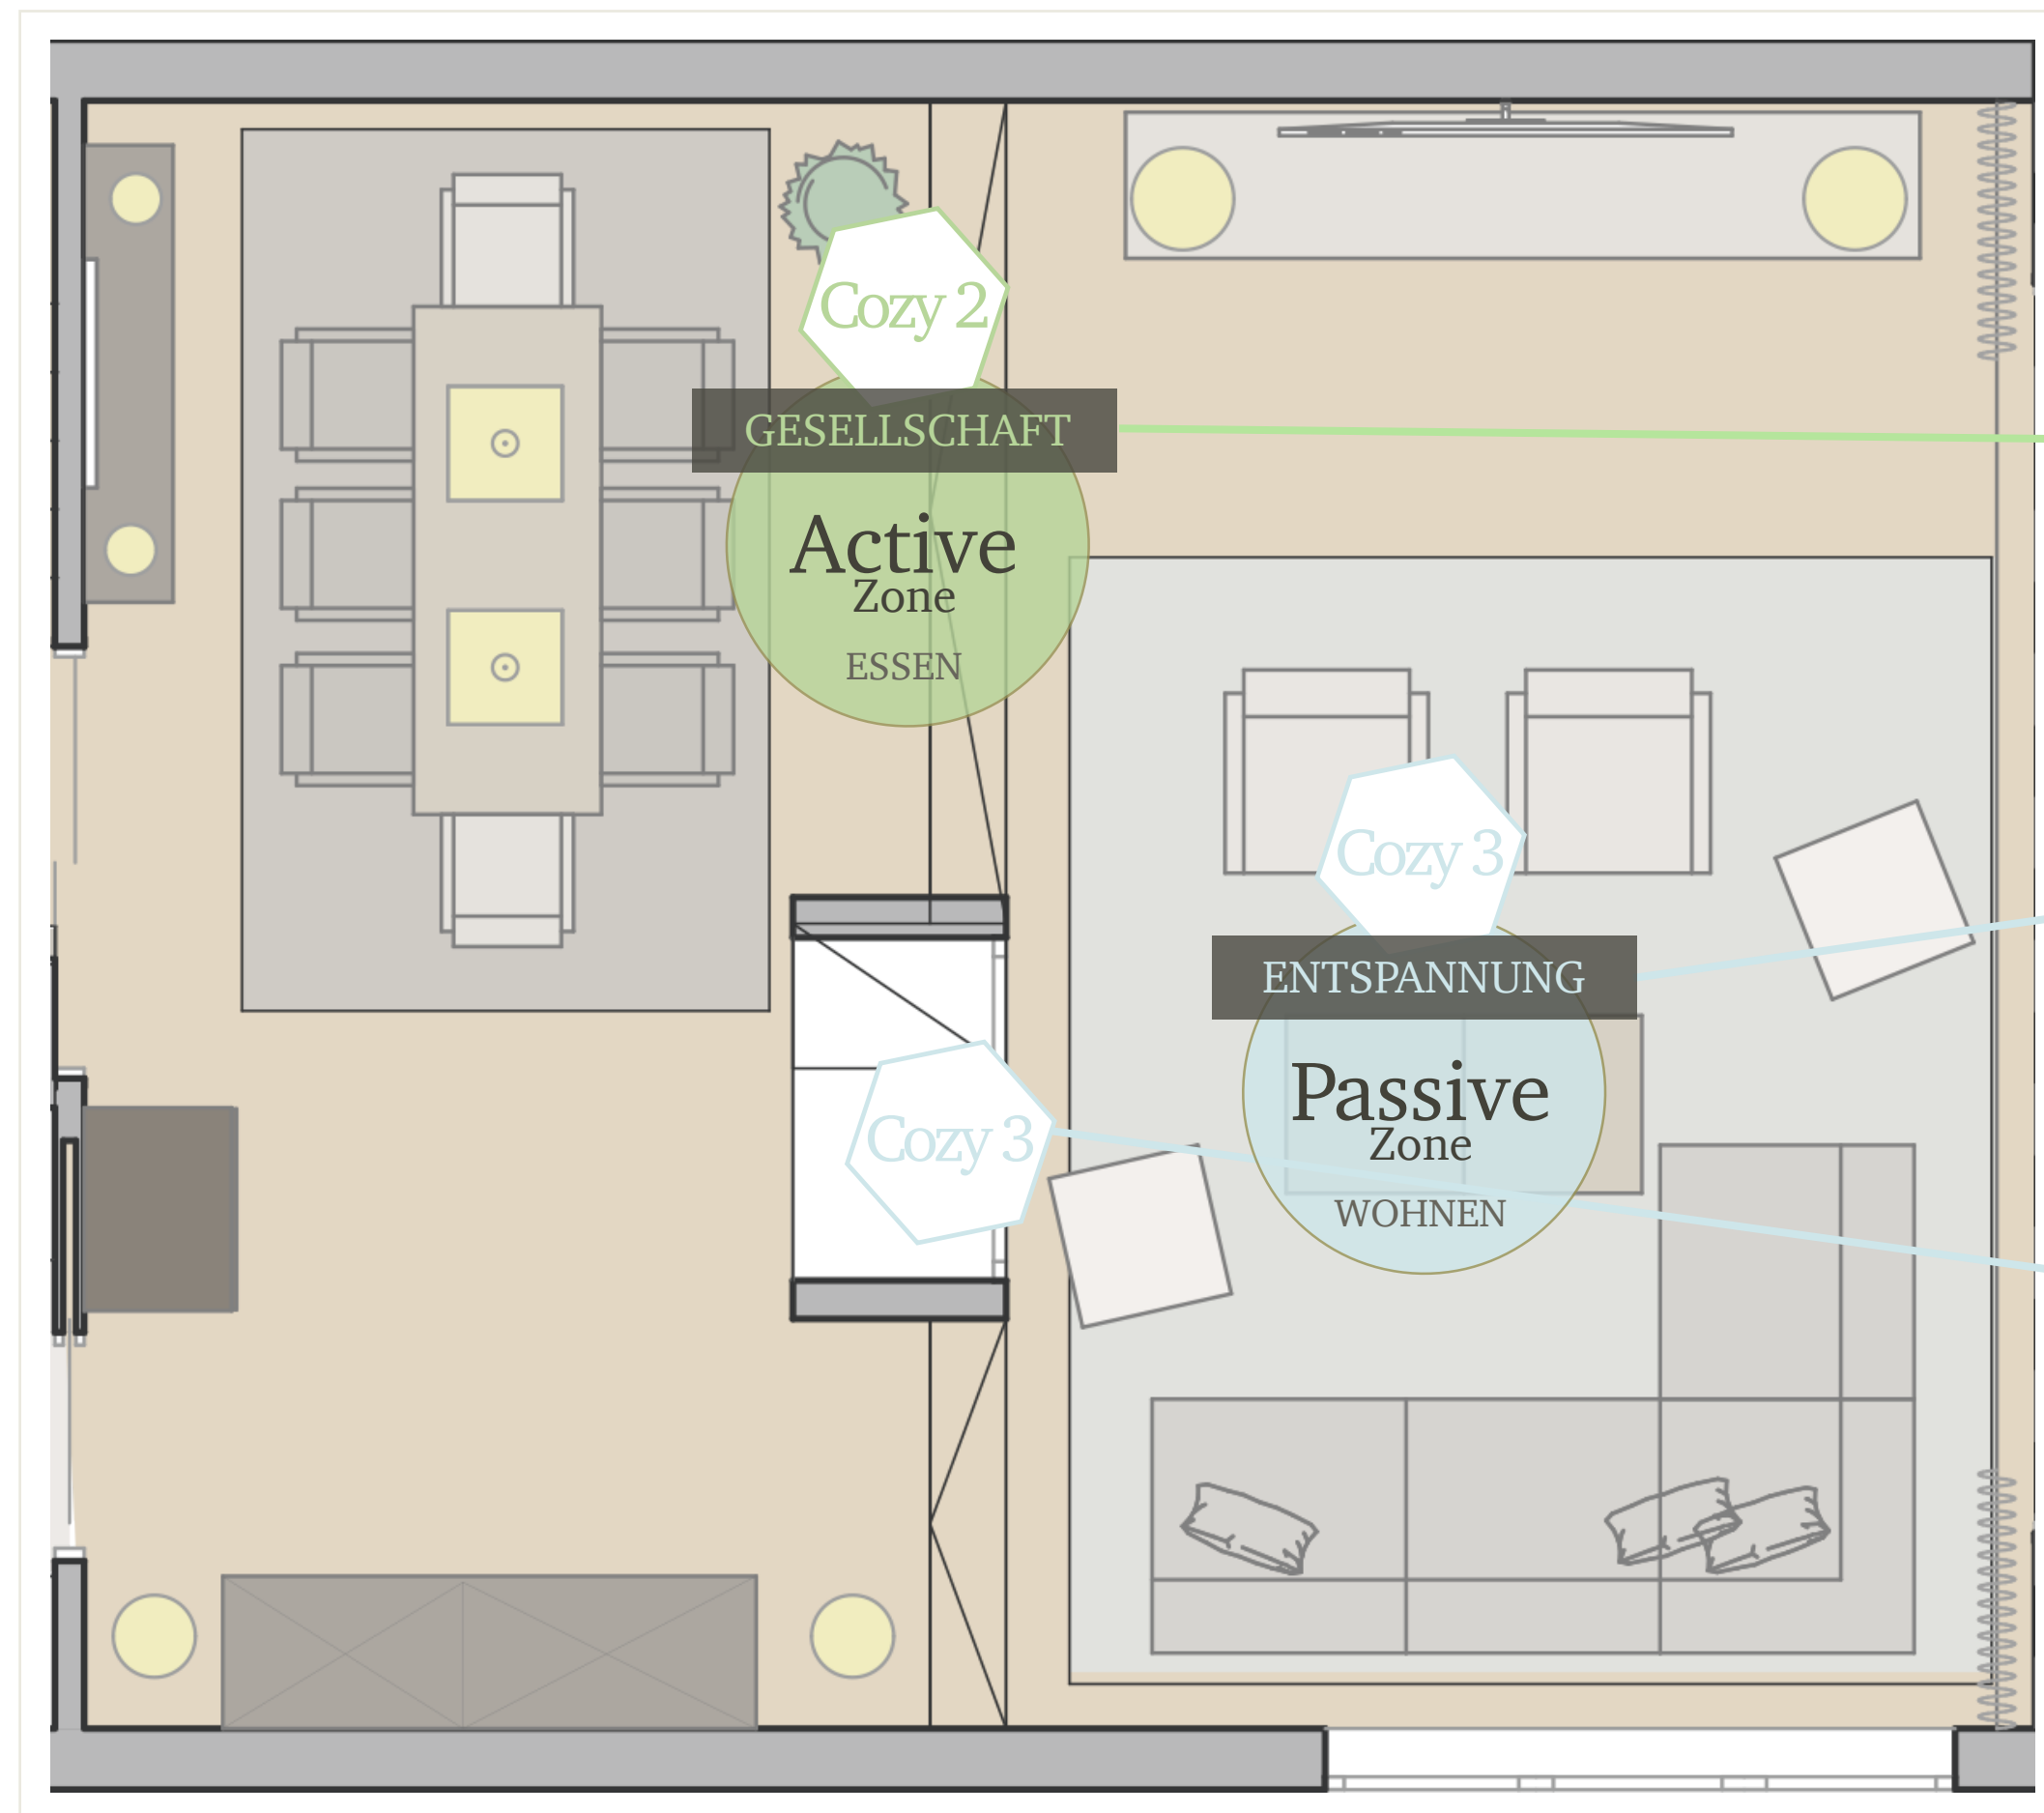 Cozy 2
GESELLSCHAFT
Active
Zone
ESSEN
Cozy 3
ENTSPANNUNG
Passive
Zone
WOHNEN
Cozy 3